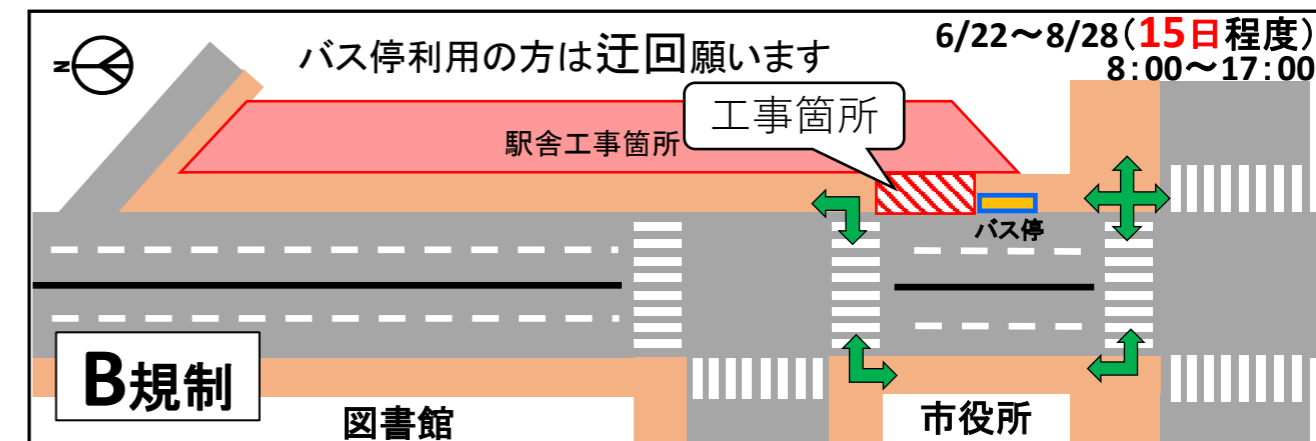 6/22～8/28(15日程度)
8:00～17:00
バス停利用の方は迂回願います
N
工事箇所
駅舎工事箇所
バス停
B規制
図書館
市役所